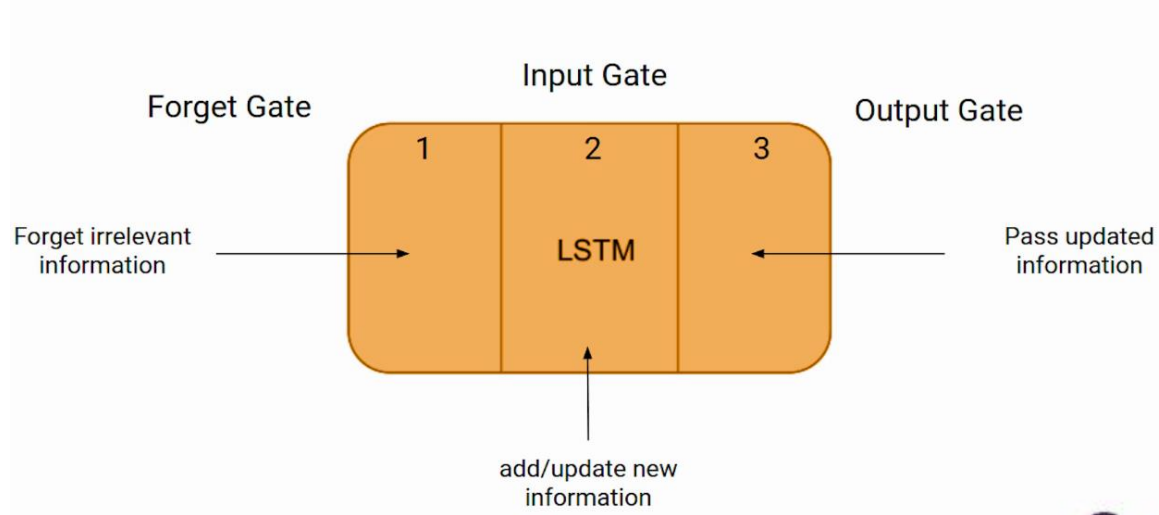 Input Gate
Forget Gate
Output Gate
1
2
3
LSTM
Forget irrelevant
information
Pass updated
information
add/update new
information